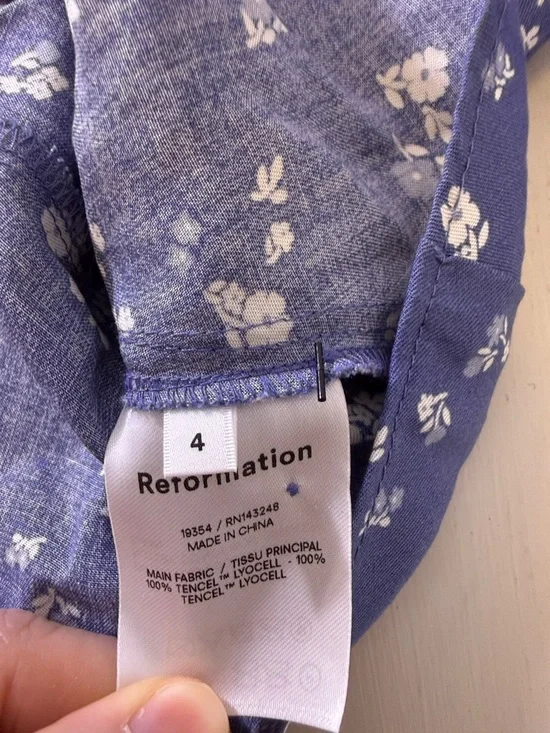 4
Reformation
19354 / RN143248
MADE IN CHINA
MAIN FABRIC / TISSU PRINCIPAL
100% TENCEL™ LYOCELL - 100%
TENCEL™ LYOCELL